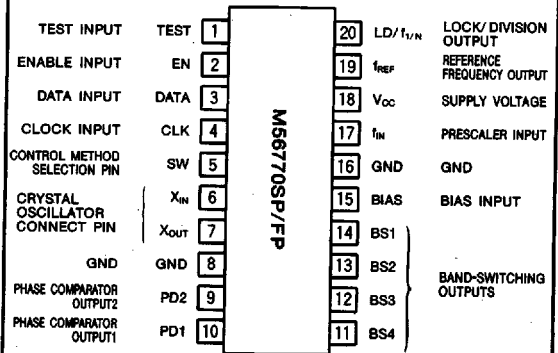 TEST INPUT TEST 1
ENABLE INPUT EN 2
DATA INPUT DATA 3
CLOCK INPUT CLK 4
CONTROL METHOD
SELECTION PIN SW 5
CRYSTAL
OSCILLATOR
CONNECT PIN
XIN 6
XOUT 7
GND GND 8
PHASE COMPARATOR
OUTPUT2 PD2 9
PHASE COMPARATOR
OUTPUT1 PD1 10
M56770SP/FP
20 LD/f1/N LOCK/DIVISION
OUTPUT
19 fREF REFERENCE
FREQUENCY OUTPUT
18 VCC SUPPLY VOLTAGE
17 fIN PRESCALER INPUT
16 GND GND
15 BIAS BIAS INPUT
14 BS1
13 BS2
12 BS3
11 BS4
BAND-SWITCHING
OUTPUTS